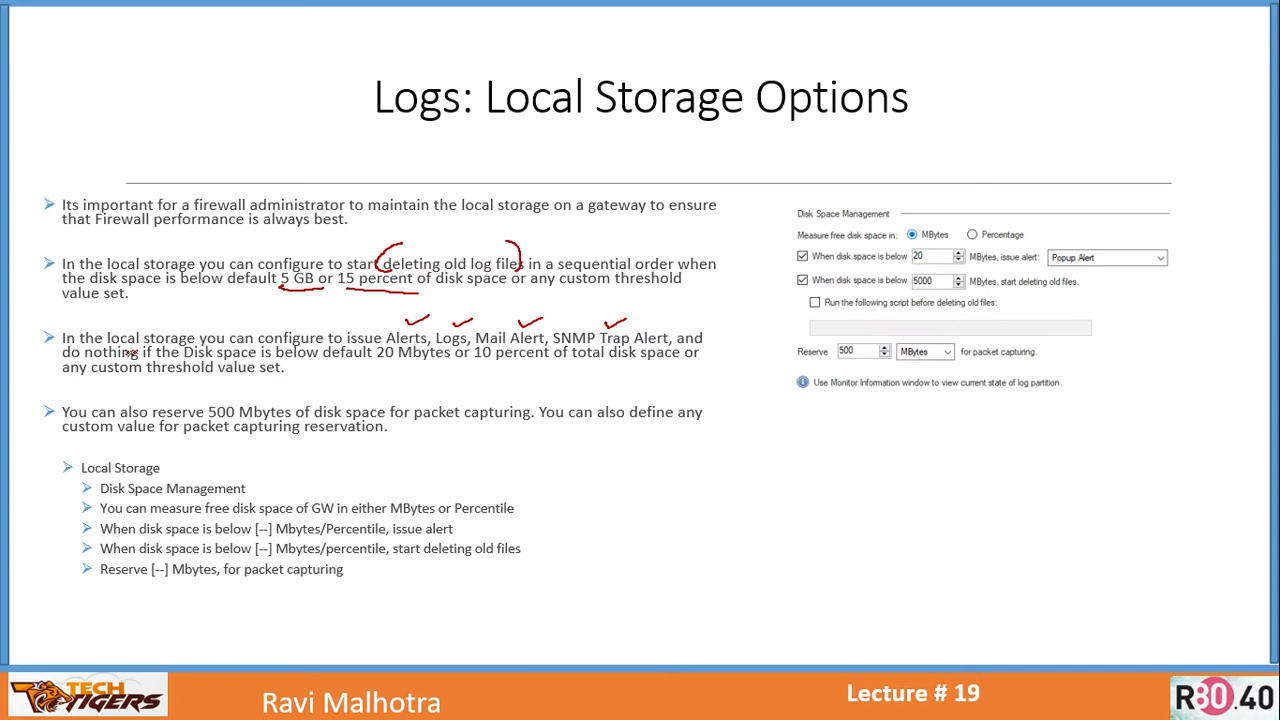 Logs: Local Storage Options
Its important for a firewall administrator to maintain the local storage on a gateway to ensure
that Firewall performance is always best.
In the local storage you can configure to start deleting old log files in a sequential order when
the disk space is below default 5 GB or 15 percent of disk space or any custom threshold
value set.
In the local storage you can configure to issue Alerts, Logs, Mail Alert, SNMP Trap Alert, and
do nothing if the Disk space is below default 20 Mbytes or 10 percent of total disk space or
any custom threshold value set.
You can also reserve 500 Mbytes of disk space for packet capturing. You can also define any
custom value for packet capturing reservation.
Local Storage
Disk Space Management
You can measure free disk space of GW in either MBytes or Percentile
When disk space is below [--] Mbytes/Percentile, issue alert
When disk space is below [--] Mbytes/percentile, start deleting old files
Reserve [--] Mbytes, for packet capturing
Disk Space Management
Measure free disk space in: MBytes Percentage
When disk space is below 20 MBytes, issue alert: Popup Alert
When disk space is below 5000 MBytes, start deleting old files.
Run the following script before deleting old files:
Reserve 500 MBytes for packet capturing.
Use Monitor Information window to view current state of log partition.
TECH
TIGERS
Ravi Malhotra
Lecture # 19
R80.40